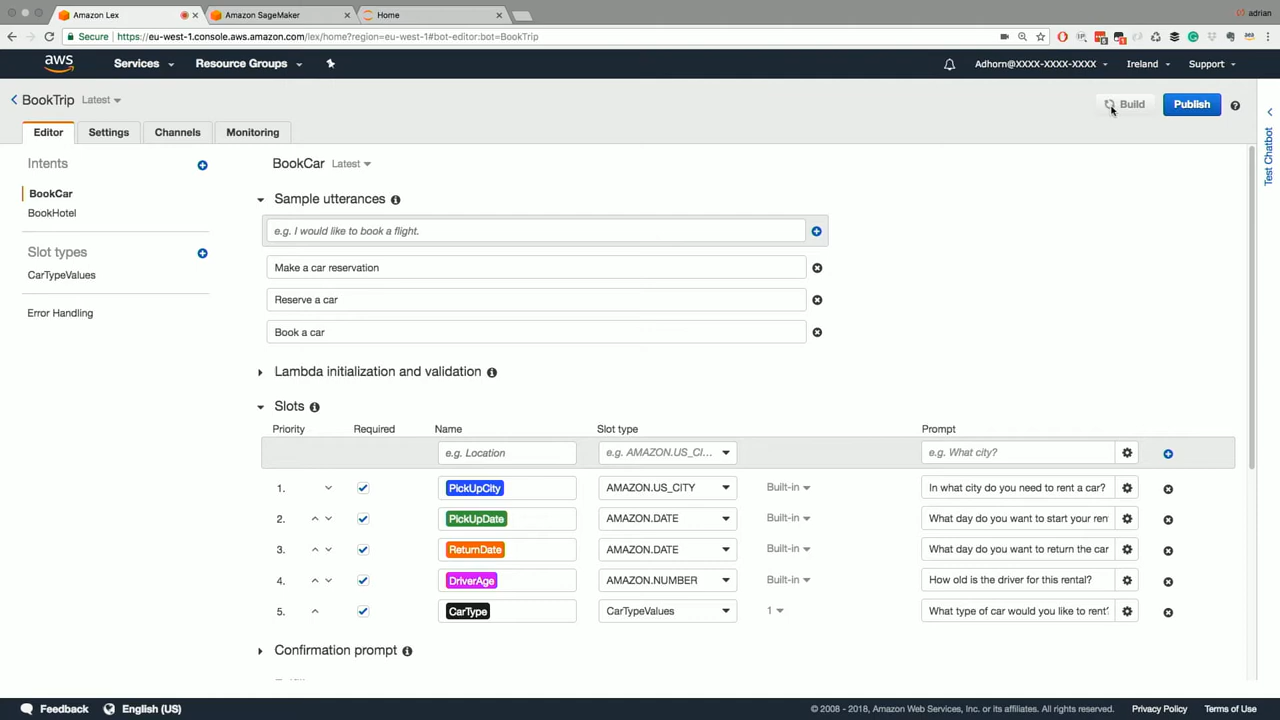 Amazon Lex
Amazon SageMaker
Home
adrian
Secure https://eu-west-1.console.aws.amazon.com/lex/home?region=eu-west-1#bot-editor:bot=BookTrip
aws
Services
Resource Groups
Adhorn@XXXX-XXXX-XXXX
Ireland
Support
BookTrip
Latest
Build
Publish
Editor
Settings
Channels
Monitoring
Test Chatbot
Intents
BookCar
BookHotel
Slot types
CarTypeValues
Error Handling
BookCar
Latest
Sample utterances
e.g. I would like to book a flight.
Make a car reservation
Reserve a car
Book a car
Lambda initialization and validation
Slots
Priority Required Name Slot type Prompt
e.g. Location e.g. AMAZON.US_CI... e.g. What city?
1. PickUpCity AMAZON.US_CITY Built-in In what city do you need to rent a car?
2. PickUpDate AMAZON.DATE Built-in What day do you want to start your ren
3. ReturnDate AMAZON.DATE Built-in What day do you want to return the car
4. DriverAge AMAZON.NUMBER Built-in How old is the driver for this rental?
5. CarType CarTypeValues 1 What type of car would you like to rent?
Confirmation prompt
Feedback
English (US)
© 2008 - 2018, Amazon Web Services, Inc. or its affiliates. All rights reserved.
Privacy Policy
Terms of Use